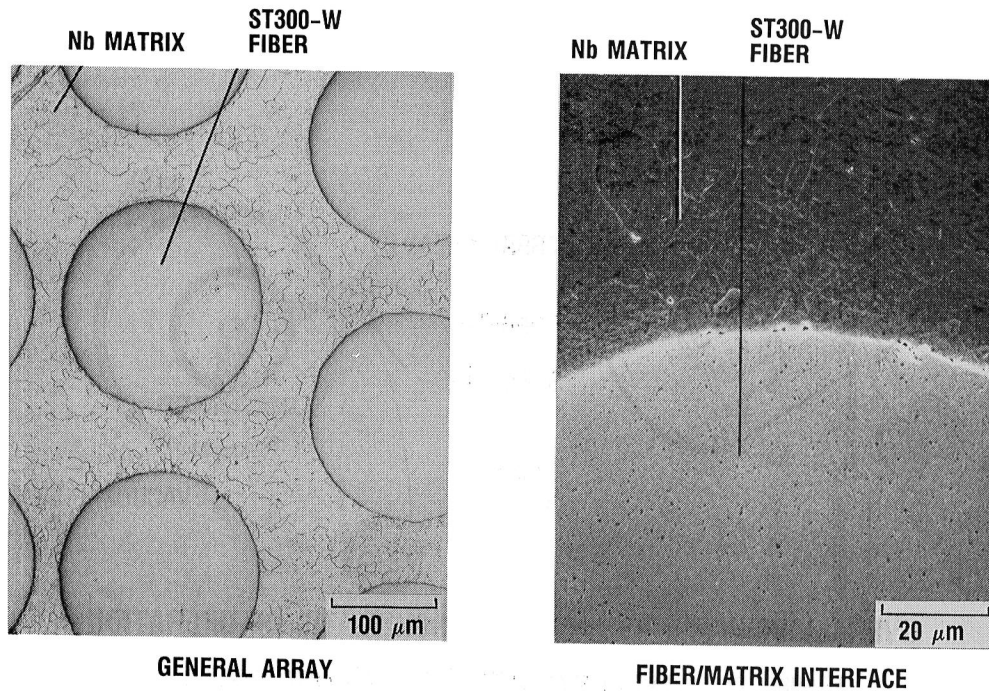 Nb MATRIX
ST300-W
FIBER
100 μm
GENERAL ARRAY
Nb MATRIX
ST300-W
FIBER
20 μm
FIBER/MATRIX INTERFACE